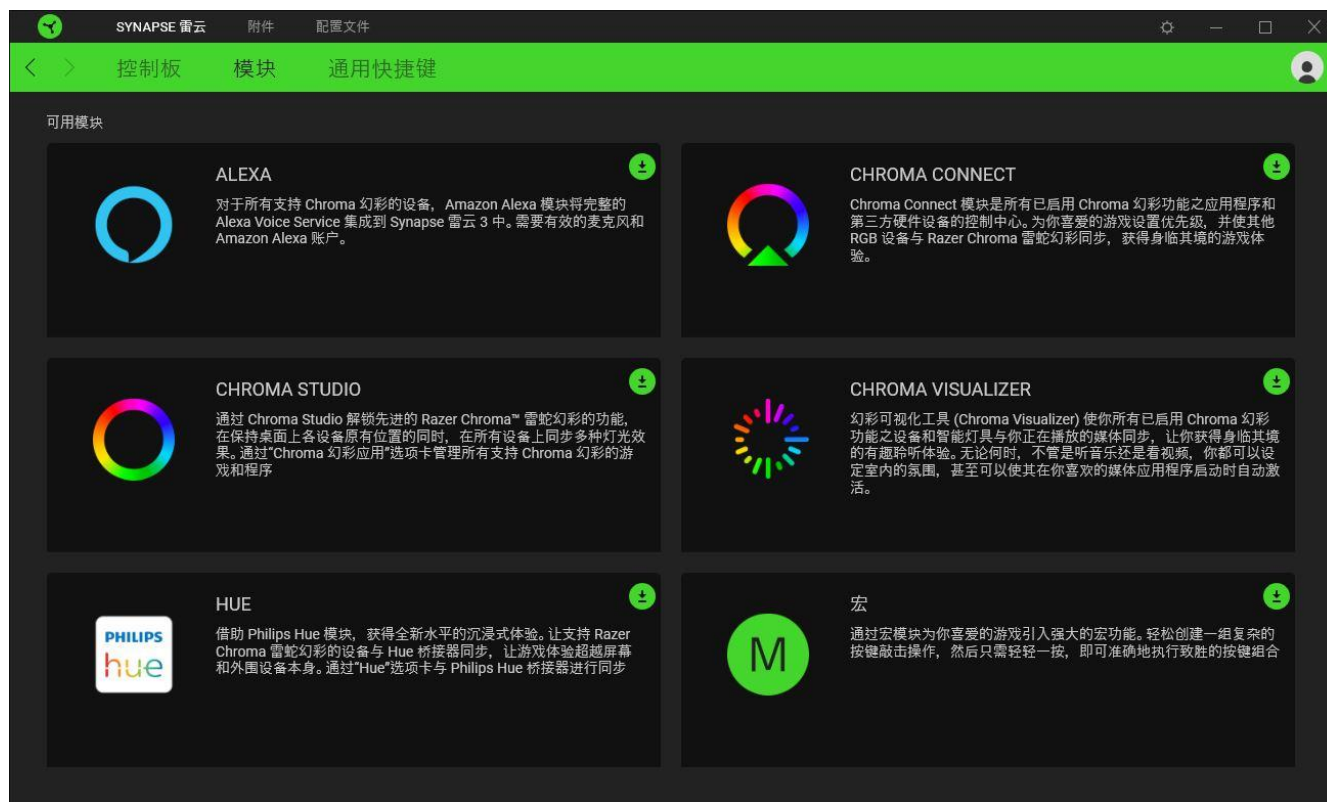 SYNAPSE 雷云 附件 配置文件
控制板 模块 通用快捷键
可用模块
ALEXA
对于所有支持 Chroma 幻彩的设备，Amazon Alexa 模块将完整的
Alexa Voice Service 集成到 Synapse 雷云 3 中。需要有效的麦克风和
Amazon Alexa 账户。
CHROMA CONNECT
Chroma Connect 模块是所有已启用 Chroma 幻彩功能之应用程序和
第三方硬件设备的控制中心。为你喜爱的游戏设置优先级，并使其他
RGB 设备与 Razer Chroma 雷蛇幻彩同步，获得身临其境的游戏体
验。
CHROMA STUDIO
通过 Chroma Studio 解锁先进的 Razer Chroma™ 雷蛇幻彩的功能，
在保持桌面上各设备原有位置的同时，在所有设备上同步多种灯光效
果。通过"Chroma 幻彩应用"选项卡管理所有支持 Chroma 幻彩的游
戏和程序
CHROMA VISUALIZER
幻彩可视化工具 (Chroma Visualizer) 使你所有已启用 Chroma 幻彩
功能之设备和智能灯具与你正在播放的媒体同步，让你获得身临其境
的有趣聆听体验。无论何时，不管是听音乐还是看视频，你都可以设
定室内的氛围，甚至可以使其在你喜欢的媒体应用程序启动时自动激
活。
PHILIPS
hue
HUE
借助 Philips Hue 模块，获得全新水平的沉浸式体验。让支持 Razer
Chroma 雷蛇幻彩的设备与 Hue 桥接器同步，让游戏体验超越屏幕
和外围设备本身。通过"Hue"选项卡与 Philips Hue 桥接器进行同步
M
宏
通过宏模块为你喜爱的游戏引入强大的宏功能。轻松创建一组复杂的
按键敲击操作，然后只需轻轻一按，即可准确地执行致胜的按键组合